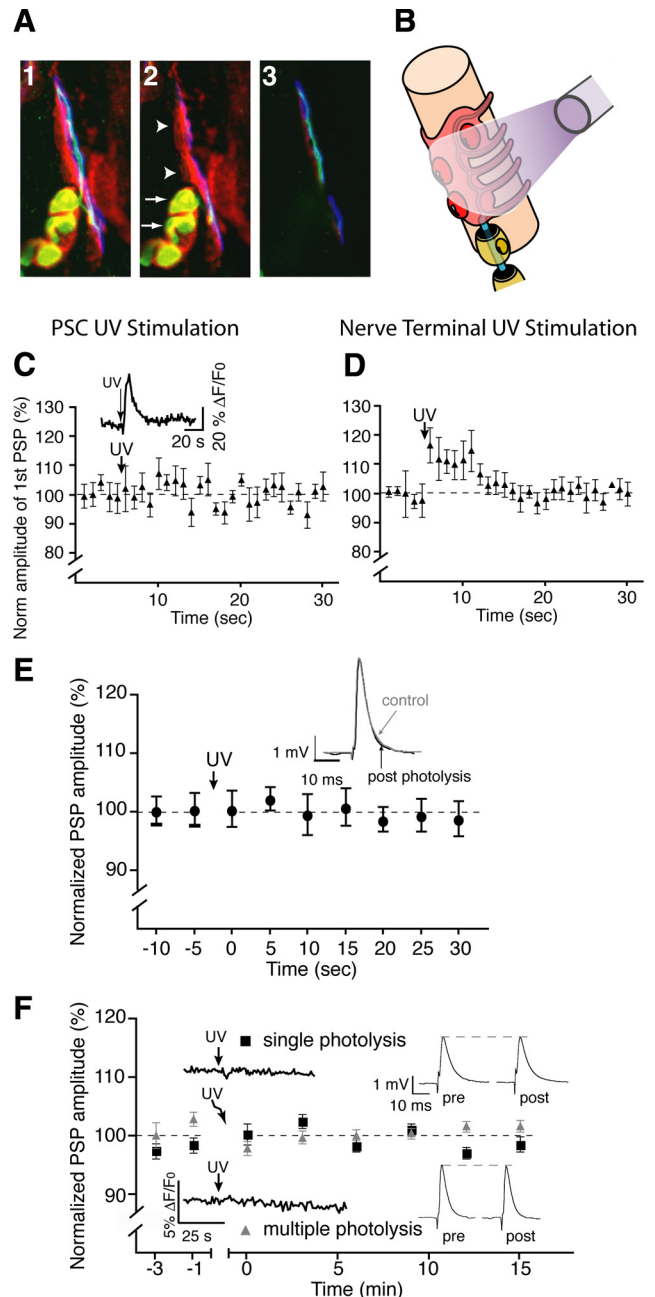 A
B
1
2
3
PSC UV Stimulation
Nerve Terminal UV Stimulation
C
Norm amplitude of 1st PSP (%)
130
120
110
100
90
80
UV
20 s
20 % ΔF/F0
UV
10
20
30
Time (sec)
D
130
120
110
100
90
80
UV
10
20
30
Time (sec)
E
Normalized PSP amplitude (%)
120
110
100
90
UV
control
post photolysis
1 mV
10 ms
-10
-5
0
5
10
15
20
25
30
Time (sec)
F
Normalized PSP amplitude (%)
120
110
100
90
UV
single photolysis
UV
1 mV
10 ms
pre
post
UV
5% ΔF/F0
25 s
multiple photolysis
pre
post
-3
-1
0
5
10
15
Time (min)